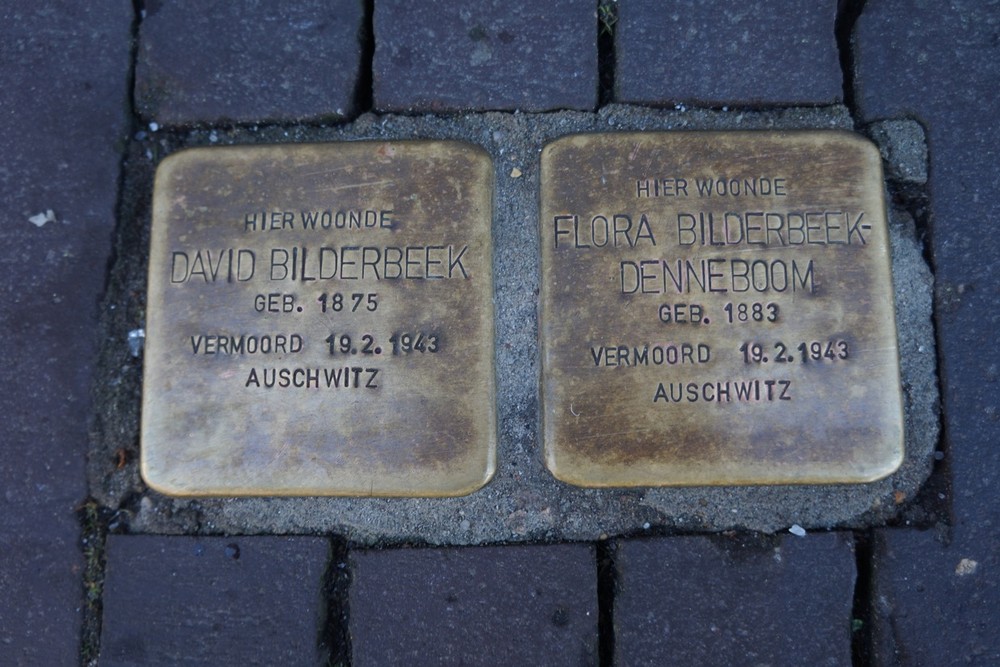 HIER WOONDE
DAVID BILDERBEEK
GEB. 1875
VERMOORD 19.2.1943
AUSCHWITZ
HIER WOONDE
FLORA BILDERBEEK-
DENNEBOOM
GEB. 1883
VERMOORD 19.2.1943
AUSCHWITZ